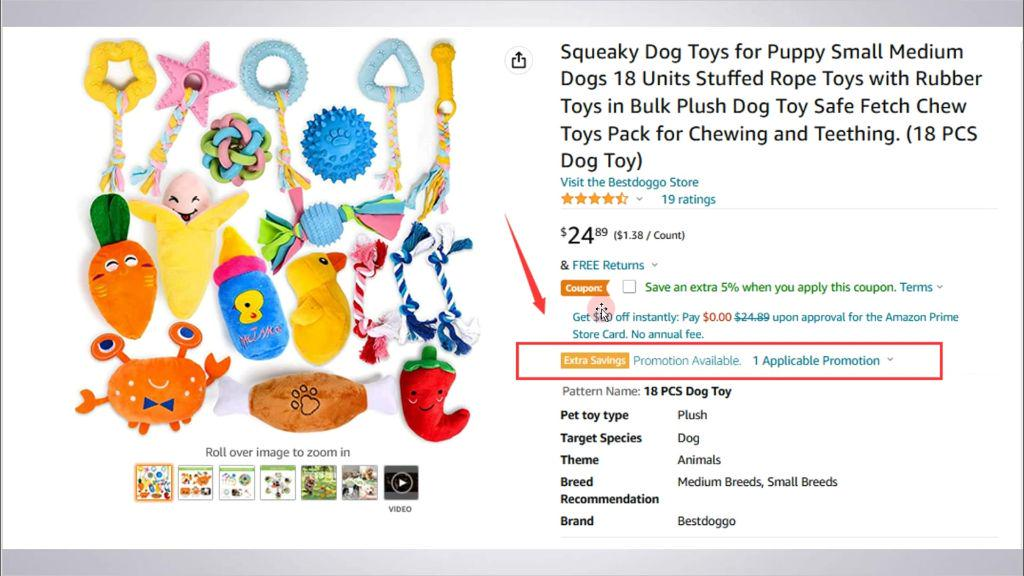 Squeaky Dog Toys for Puppy Small Medium
Dogs 18 Units Stuffed Rope Toys with Rubber
Toys in Bulk Plush Dog Toy Safe Fetch Chew
Toys Pack for Chewing and Teething. (18 PCS
Dog Toy)
Visit the Bestdoggo Store
19 ratings
$24.89 ($1.38 / Count)
& FREE Returns
Coupon: Save an extra 5% when you apply this coupon. Terms
Get off instantly: Pay $0.00 $24.89 upon approval for the Amazon Prime
Store Card. No annual fee.
Extra Savings Promotion Available. 1 Applicable Promotion
Pattern Name: 18 PCS Dog Toy
Pet toy type Plush
Target Species Dog
Theme Animals
Breed Recommendation Medium Breeds, Small Breeds
Brand Bestdoggo
Roll over image to zoom in
VIDEO